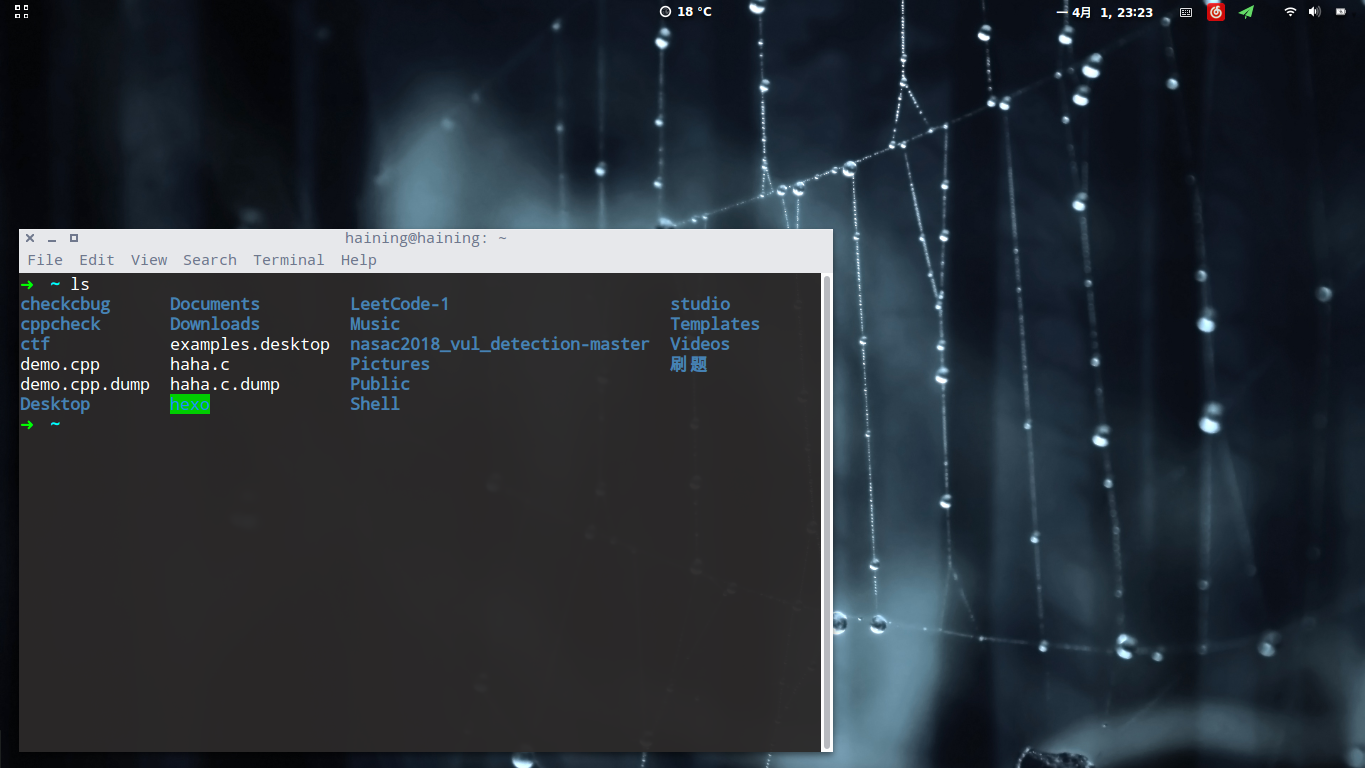 18 °C
一 4月 1, 23:23
haining@haining: ~
File Edit View Search Terminal Help
➜ ~ ls
checkcbug Documents LeetCode-1 studio
cppcheck Downloads Music Templates
ctf examples.desktop nasac2018_vul_detection-master Videos
demo.cpp haha.c Pictures 刷题
demo.cpp.dump haha.c.dump Public
Desktop hexo Shell
➜ ~